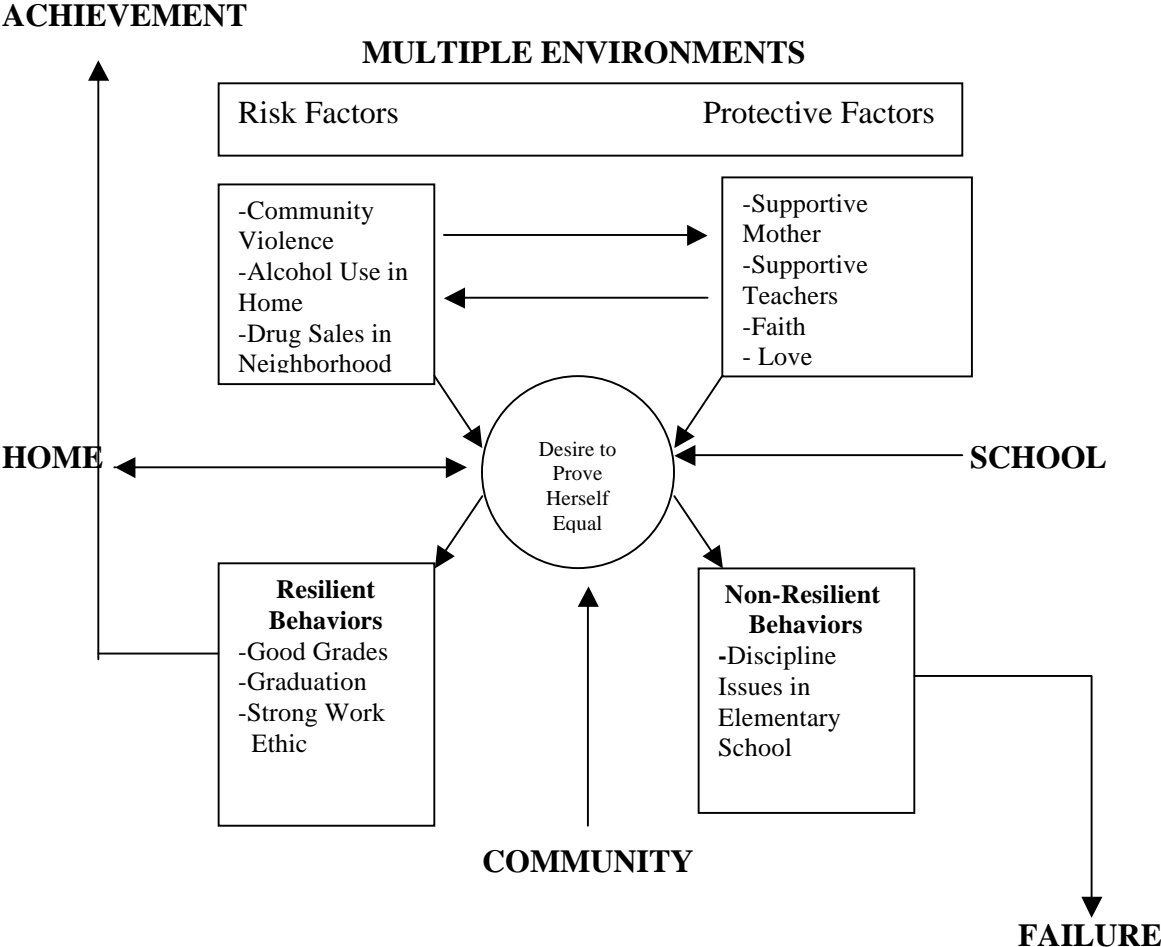 ACHIEVEMENT
MULTIPLE ENVIRONMENTS
Risk Factors Protective Factors
-Community
Violence
-Alcohol Use in
Home
-Drug Sales in
Neighborhood
-Supportive
Mother
-Supportive
Teachers
-Faith
- Love
HOME
Desire to
Prove
Herself
Equal
SCHOOL
Resilient
Behaviors
-Good Grades
-Graduation
-Strong Work
Ethic
Non-Resilient
Behaviors
-Discipline
Issues in
Elementary
School
COMMUNITY
FAILURE